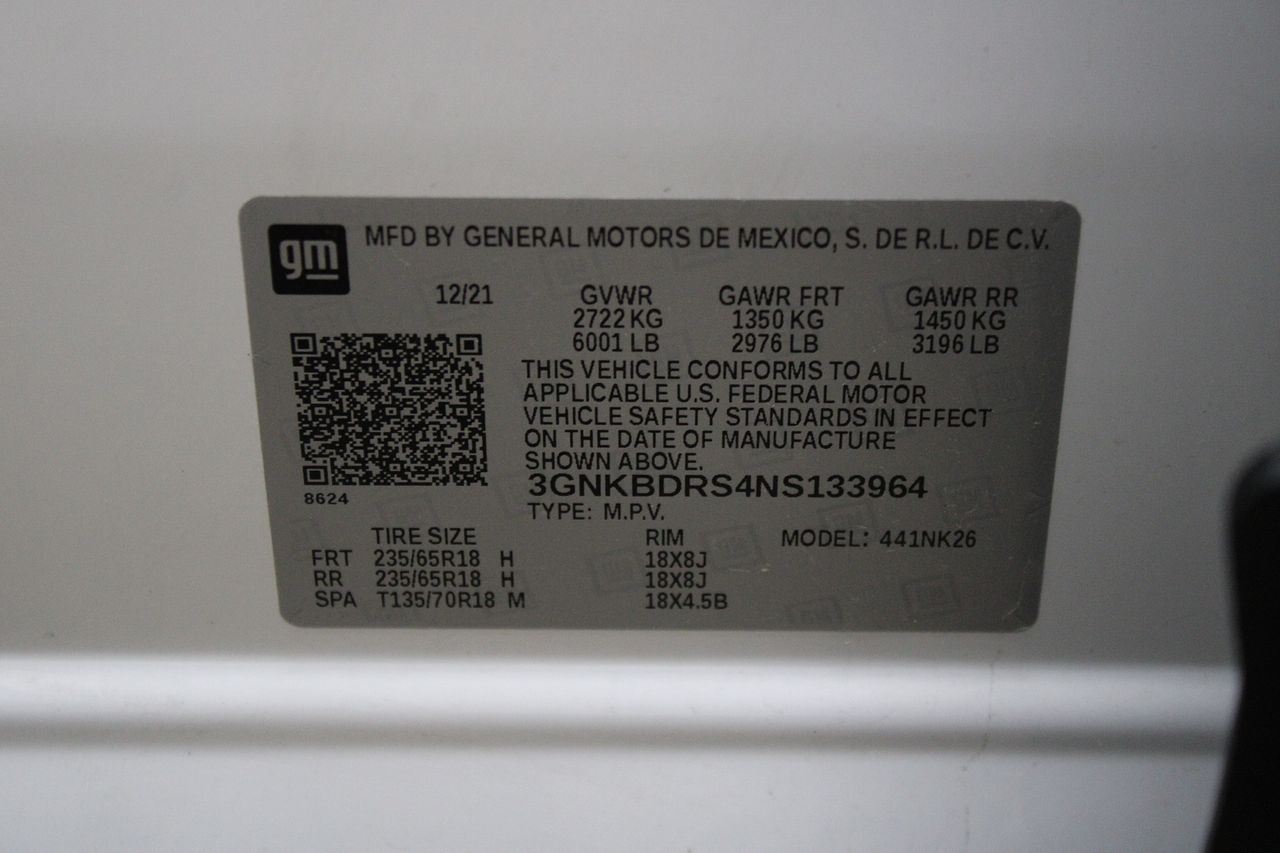 gm
MFD BY GENERAL MOTORS DE MEXICO, S. DE R.L. DE C.V.
12/21 GVWR GAWR FRT GAWR RR
2722 KG 1350 KG 1450 KG
6001 LB 2976 LB 3196 LB
THIS VEHICLE CONFORMS TO ALL
APPLICABLE U.S. FEDERAL MOTOR
VEHICLE SAFETY STANDARDS IN EFFECT
ON THE DATE OF MANUFACTURE
SHOWN ABOVE.
3GNKBDRS4NS133964
8624
TYPE: M.P.V.
TIRE SIZE RIM MODEL: 441NK26
FRT 235/65R18 H 18X8J
RR 235/65R18 H 18X8J
SPA T135/70R18 M 18X4.5B